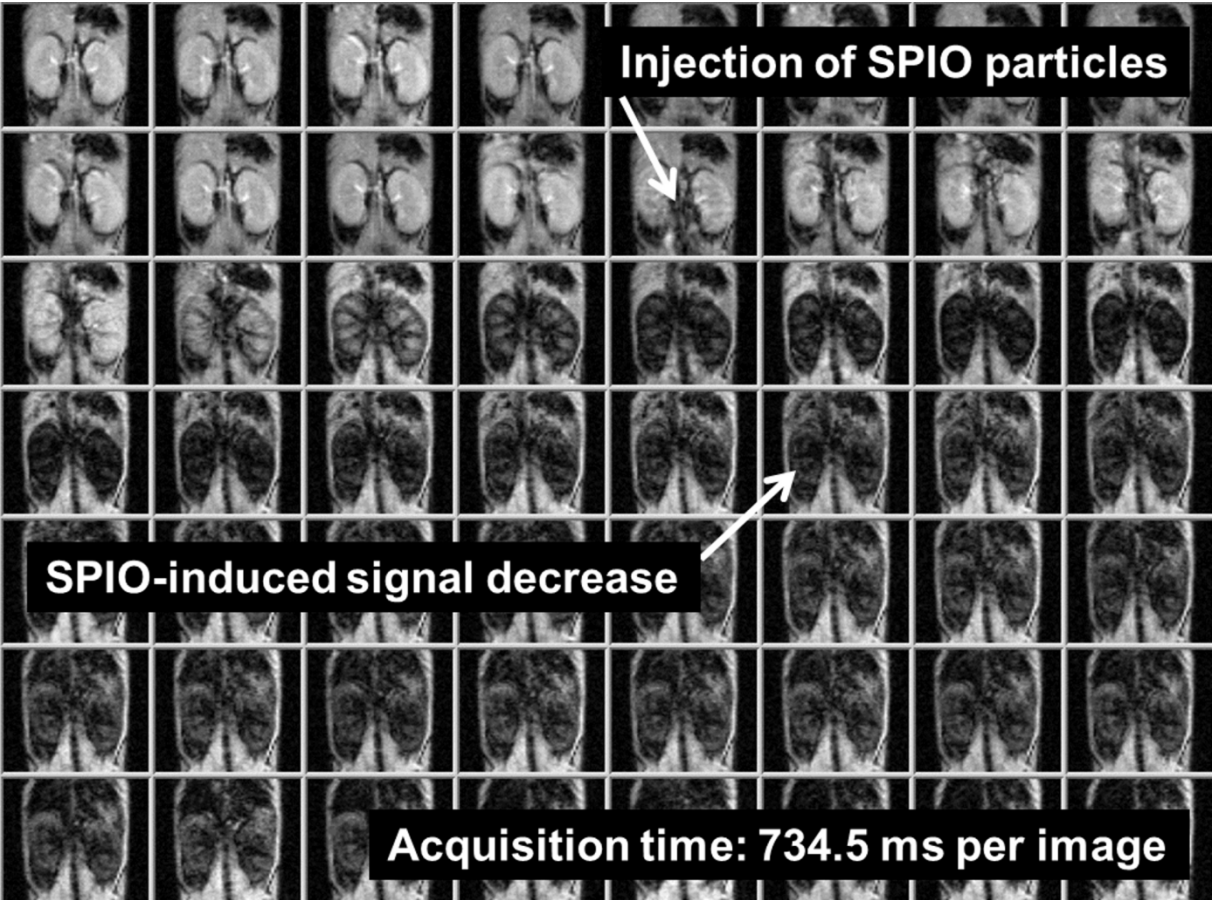 Injection of SPIO particles
SPIO-induced signal decrease
Acquisition time: 734.5 ms per image